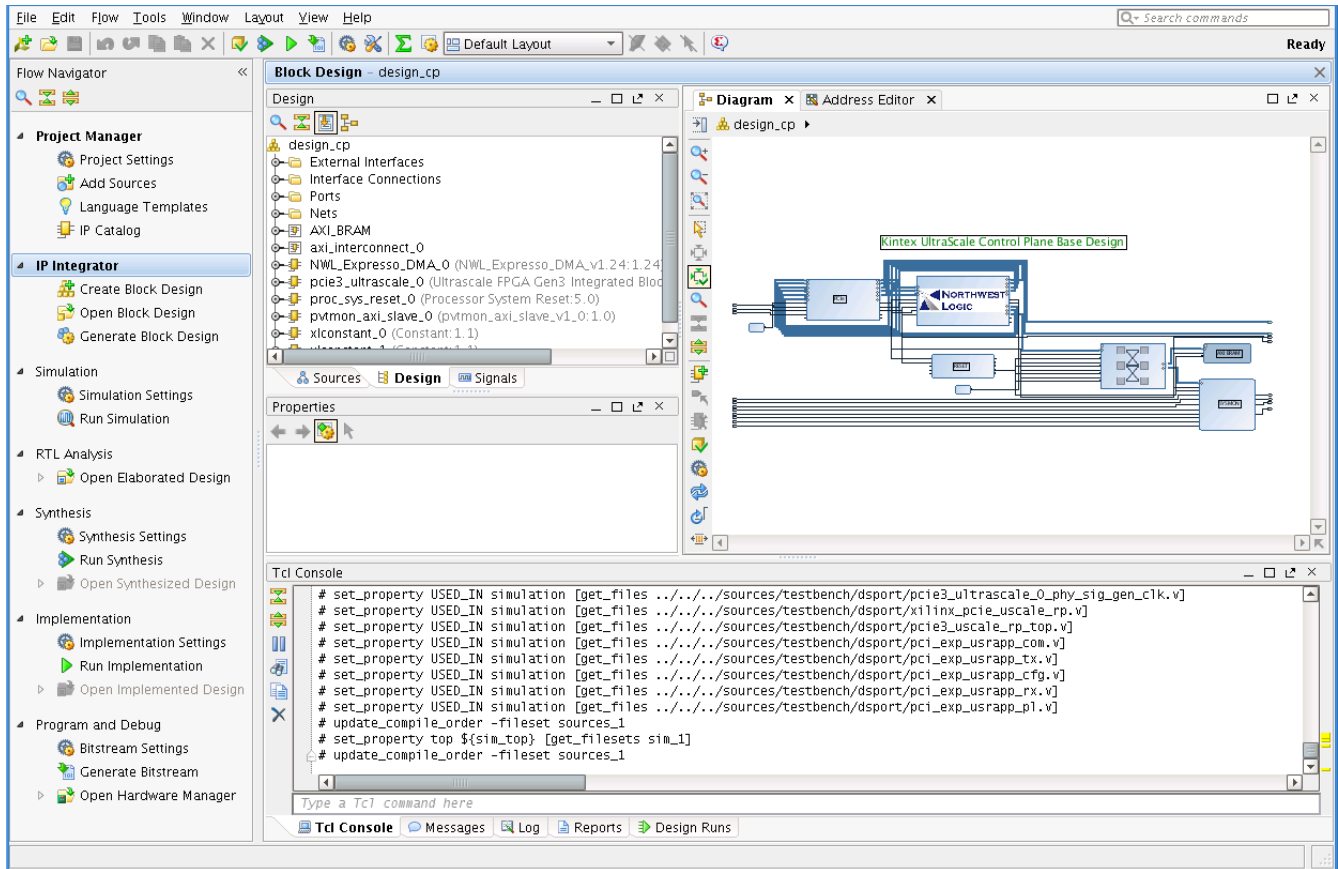 File Edit Flow Tools Window Layout View Help
Search commands
Default Layout
Ready
Flow Navigator
Project Manager
Project Settings
Add Sources
Language Templates
IP Catalog
IP Integrator
Create Block Design
Open Block Design
Generate Block Design
Simulation
Simulation Settings
Run Simulation
RTL Analysis
Open Elaborated Design
Synthesis
Synthesis Settings
Run Synthesis
Open Synthesized Design
Implementation
Implementation Settings
Run Implementation
Open Implemented Design
Program and Debug
Bitstream Settings
Generate Bitstream
Open Hardware Manager
Block Design - design_cp
Design
design_cp
External Interfaces
Interface Connections
Ports
Nets
AXI_BRAM
axi_interconnect_0
NWL_Expresso_DMA_0 (NWL_Expresso_DMA_v1.24:1.24)
pcie3_ultrascale_0 (Ultrascale FPGA Gen3 Integrated Bloc
proc_sys_reset_0 (Processor System Reset:5.0)
pvtmon_axi_slave_0 (pvtmon_axi_slave_v1_0:1.0)
xlconstant_0 (Constant:1.1)
Sources Design Signals
Properties
Diagram Address Editor
design_cp
Kintex UltraScale Control Plane Base Design
NORTHWEST
LOGIC
RESET
AXI BRAM
Tcl Console
# set_property USED_IN simulation [get_files ../../../sources/testbench/dsport/pcie3_ultrascale_0_phy_sig_gen_clk.v]
# set_property USED_IN simulation [get_files ../../../sources/testbench/dsport/xilinx_pcie_uscale_rp.v]
# set_property USED_IN simulation [get_files ../../../sources/testbench/dsport/pcie3_uscale_rp_top.v]
# set_property USED_IN simulation [get_files ../../../sources/testbench/dsport/pci_exp_usrapp_com.v]
# set_property USED_IN simulation [get_files ../../../sources/testbench/dsport/pci_exp_usrapp_tx.v]
# set_property USED_IN simulation [get_files ../../../sources/testbench/dsport/pci_exp_usrapp_cfg.v]
# set_property USED_IN simulation [get_files ../../../sources/testbench/dsport/pci_exp_usrapp_rx.v]
# set_property USED_IN simulation [get_files ../../../sources/testbench/dsport/pci_exp_usrapp_pl.v]
# update_compile_order -fileset sources_1
# set_property top ${sim_top} [get_filesets sim_1]
# update_compile_order -fileset sources_1
Type a Tcl command here
Tcl Console Messages Log Reports Design Runs